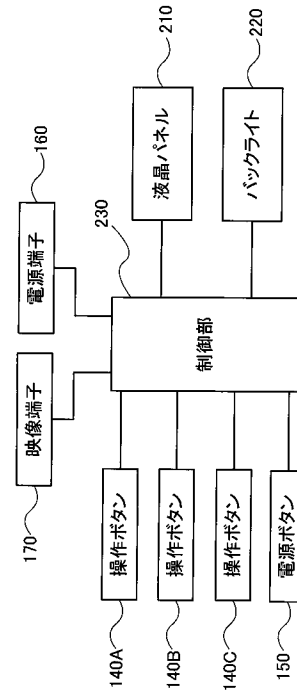 170
映像端子
電源端子
160
140A
操作ボタン
140B
操作ボタン
140C
操作ボタン
150
電源ボタン
230
制御部
液晶パネル
210
バックライト
220